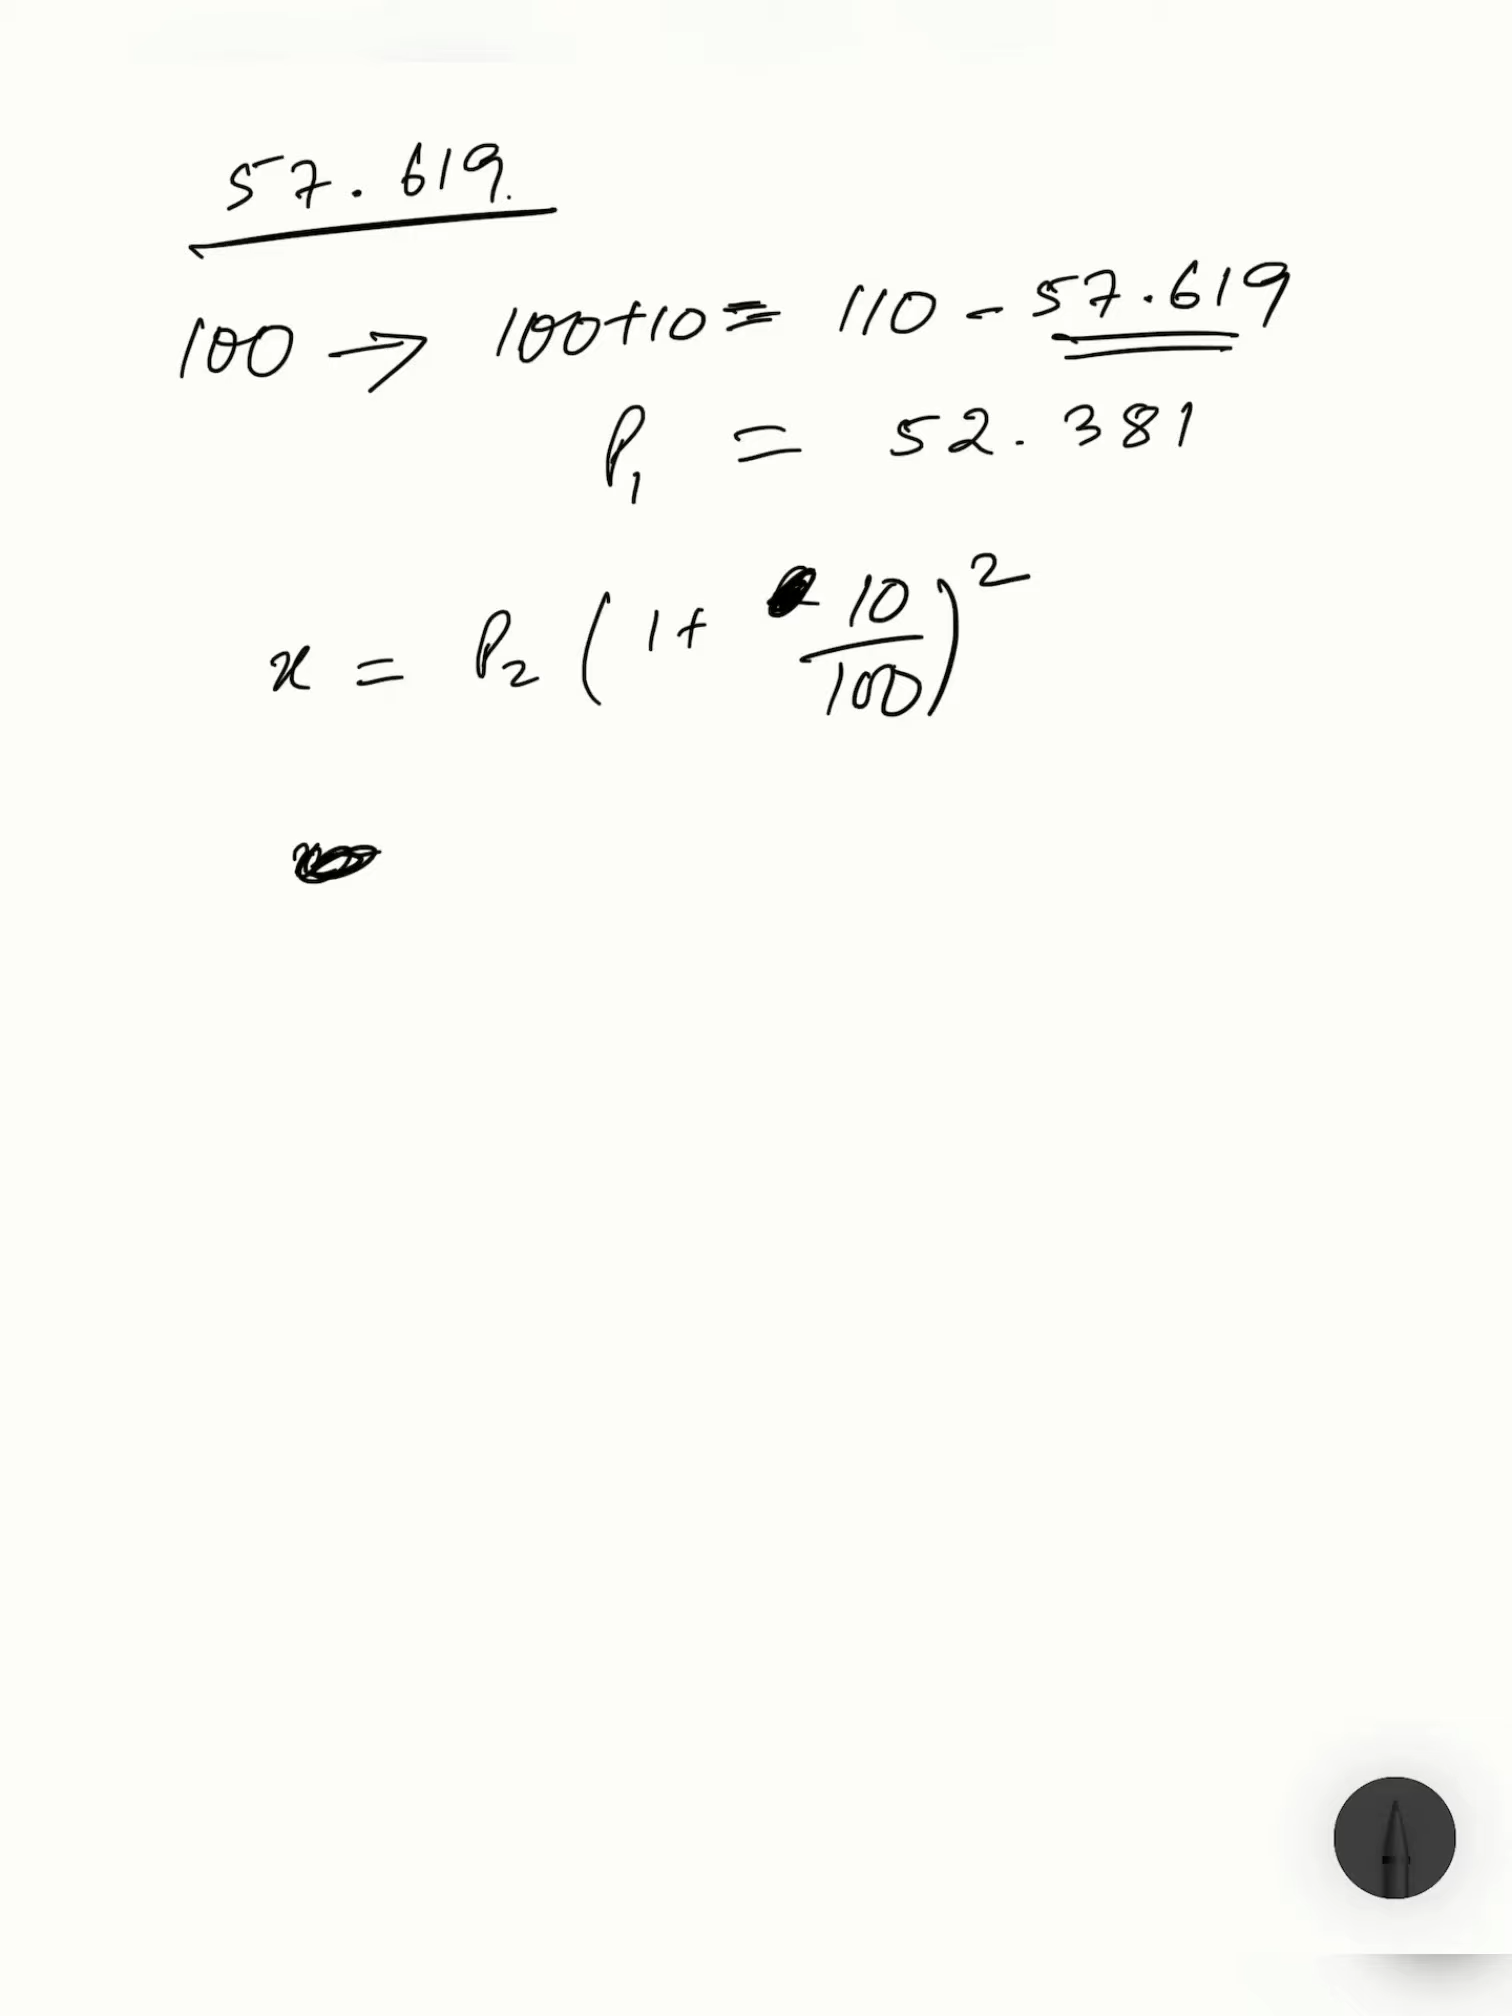 57.619
100 → 100+10 = 110 - 57.619
P₁ = 52.381
x = P₂ (1 + 10/100)²